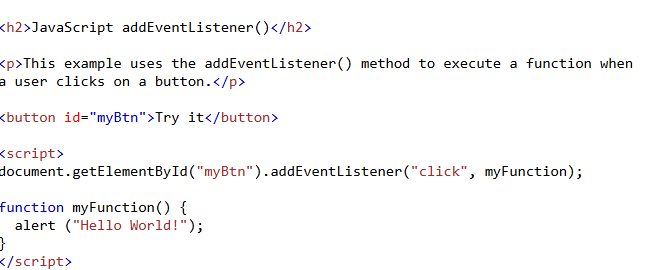 <h2>JavaScript addEventListener()</h2>
<p>This example uses the addEventListener() method to execute a function when
a user clicks on a button.</p>
<button id="myBtn">Try it</button>
<script>
document.getElementById("myBtn").addEventListener("click", myFunction);
function myFunction() {
  alert ("Hello World!");
}
</script>